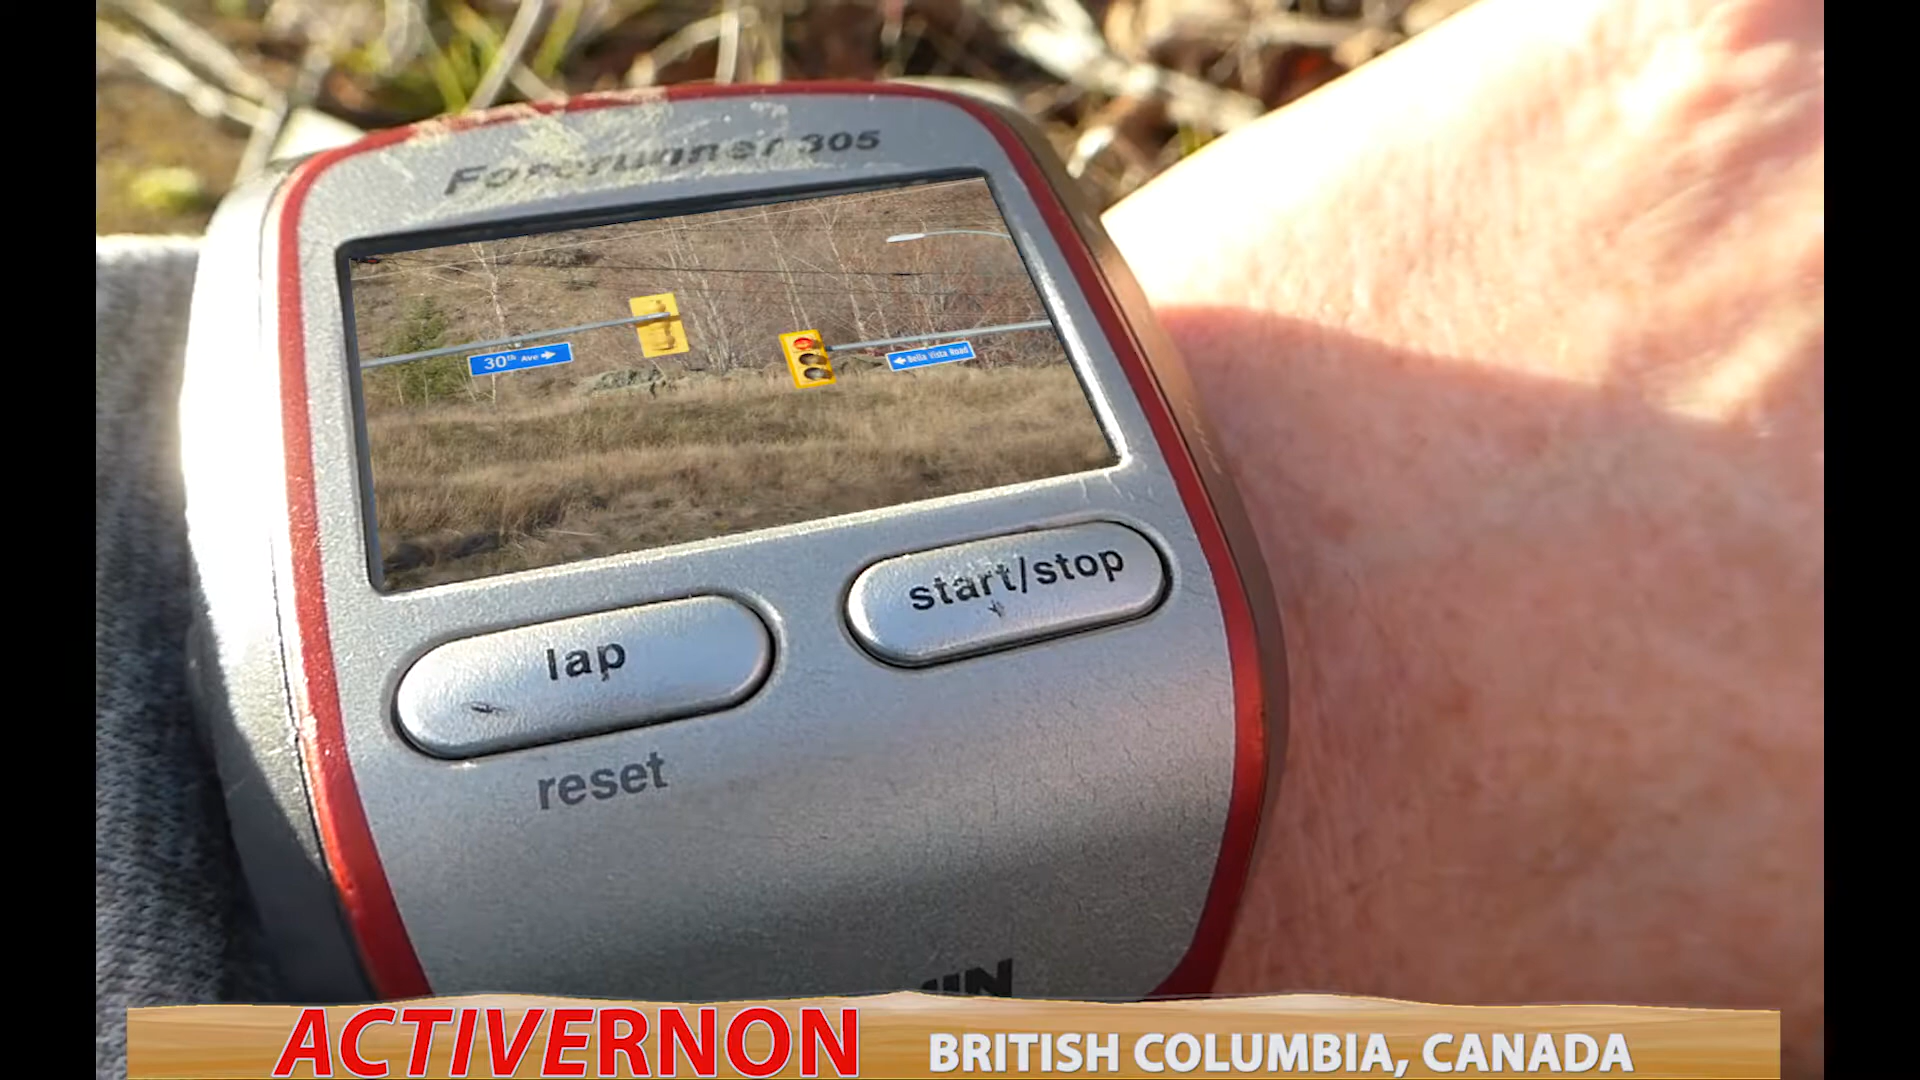 Forerunner 305
30th Ave →
← Bella Vista Road
start/stop
lap
reset
ACTIVERNON
BRITISH COLUMBIA, CANADA